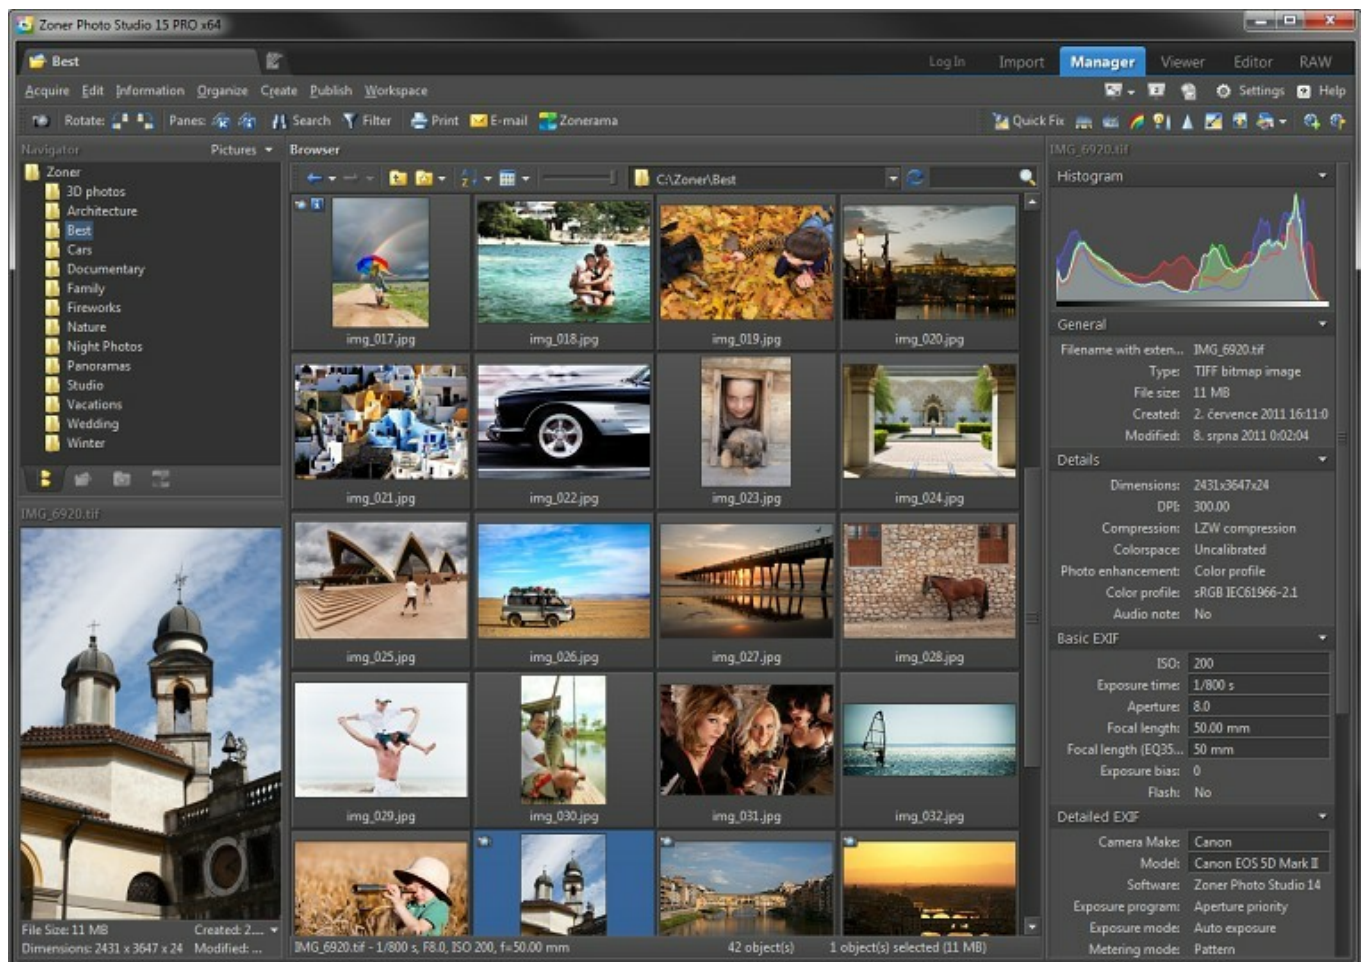 Zoner Photo Studio 15 PRO x64
Best
Log In Import Manager Viewer Editor RAW
Acquire Edit Information Organize Create Publish Workspace
Settings Help
Rotate: Panes: Search Filter Print E-mail Zonerama
Quick Fix
Navigator Pictures
Zoner
3D photos
Architecture
Best
Cars
Documentary
Family
Fireworks
Nature
Night Photos
Panoramas
Studio
Vacations
Wedding
Winter
IMG_6920.tif
File Size: 11 MB Created: 2....
Dimensions: 2431 x 3647 x 24 Modified: ...
Browser
C:\Zoner\Best
img_017.jpg img_018.jpg img_019.jpg img_020.jpg
img_021.jpg img_022.jpg img_023.jpg img_024.jpg
img_025.jpg img_026.jpg img_027.jpg img_028.jpg
img_029.jpg img_030.jpg img_031.jpg img_032.jpg
IMG_6920.tif - 1/800 s, F8.0, ISO 200, f=50.00 mm 42 object(s) 1 object(s) selected (11 MB)
IMG_6920.tif
Histogram
General
Filename with exten... IMG_6920.tif
Type: TIFF bitmap image
File size: 11 MB
Created: 2. července 2011 16:11:0
Modified: 8. srpna 2011 0:02:04
Details
Dimensions: 2431x3647x24
DPI: 300.00
Compression: LZW compression
Colorspace: Uncalibrated
Photo enhancement: Color profile
Color profile: sRGB IEC61966-2.1
Audio note: No
Basic EXIF
ISO: 200
Exposure time: 1/800 s
Aperture: 8.0
Focal length: 50.00 mm
Focal length (EQ35... 50 mm
Exposure bias: 0
Flash: No
Detailed EXIF
Camera Make: Canon
Model: Canon EOS 5D Mark II
Software: Zoner Photo Studio 14
Exposure program: Aperture priority
Exposure mode: Auto exposure
Metering mode: Pattern